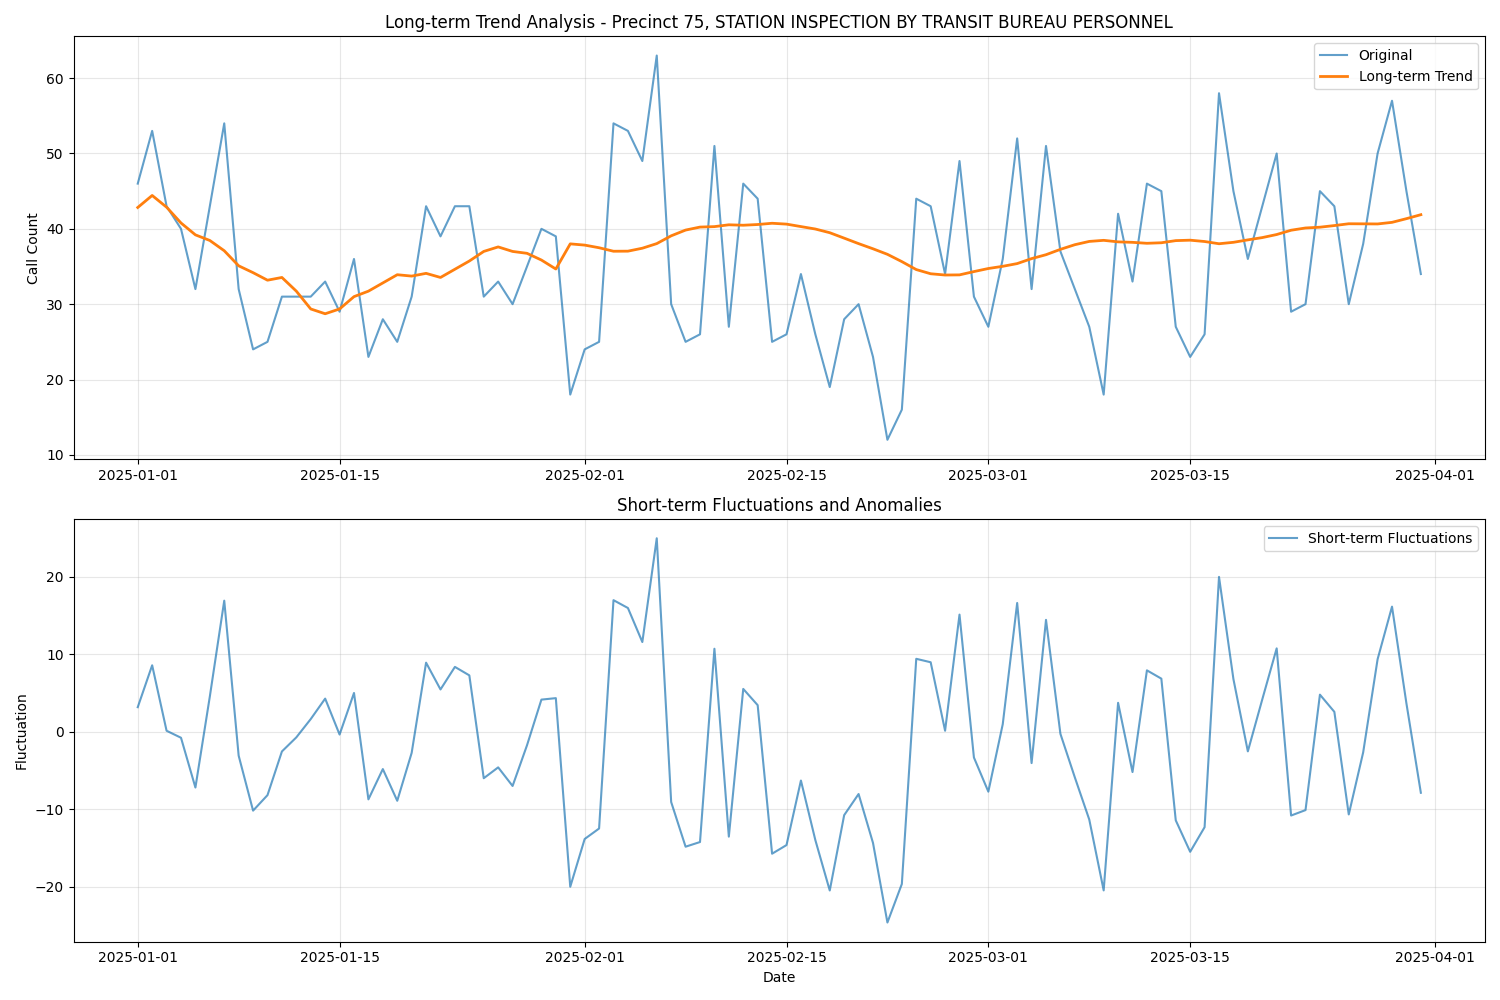 Long-term Trend Analysis - Precinct 75, STATION INSPECTION BY TRANSIT BUREAU PERSONNEL
Original
Long-term Trend
Call Count
60
50
40
30
20
10
2025-01-01 2025-01-15 2025-02-01 2025-02-15 2025-03-01 2025-03-15 2025-04-01
Short-term Fluctuations and Anomalies
Short-term Fluctuations
Fluctuation
20
10
0
−10
−20
2025-01-01 2025-01-15 2025-02-01 2025-02-15 2025-03-01 2025-03-15 2025-04-01
Date